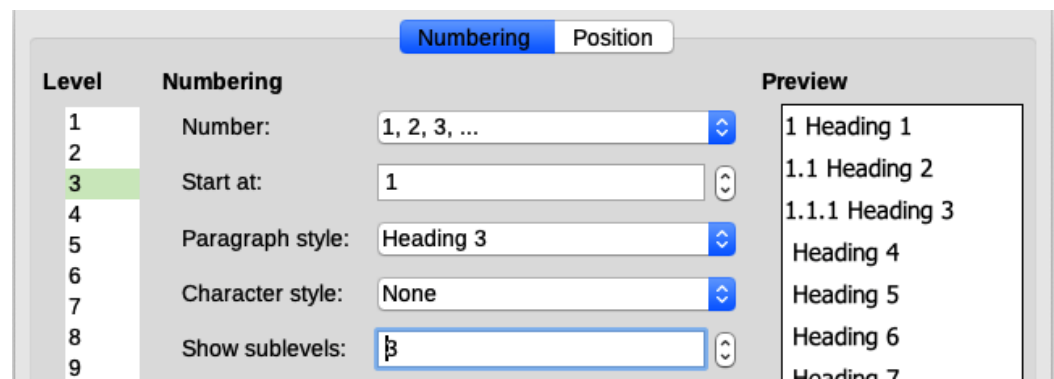 Numbering Position
Level Numbering Preview
1 Number: 1, 2, 3, ... 1 Heading 1
2 1.1 Heading 2
3 Start at: 1 1.1.1 Heading 3
4 Heading 4
5 Paragraph style: Heading 3
6 Heading 5
7 Character style: None
8 Show sublevels: 3 Heading 6
9 Heading 7